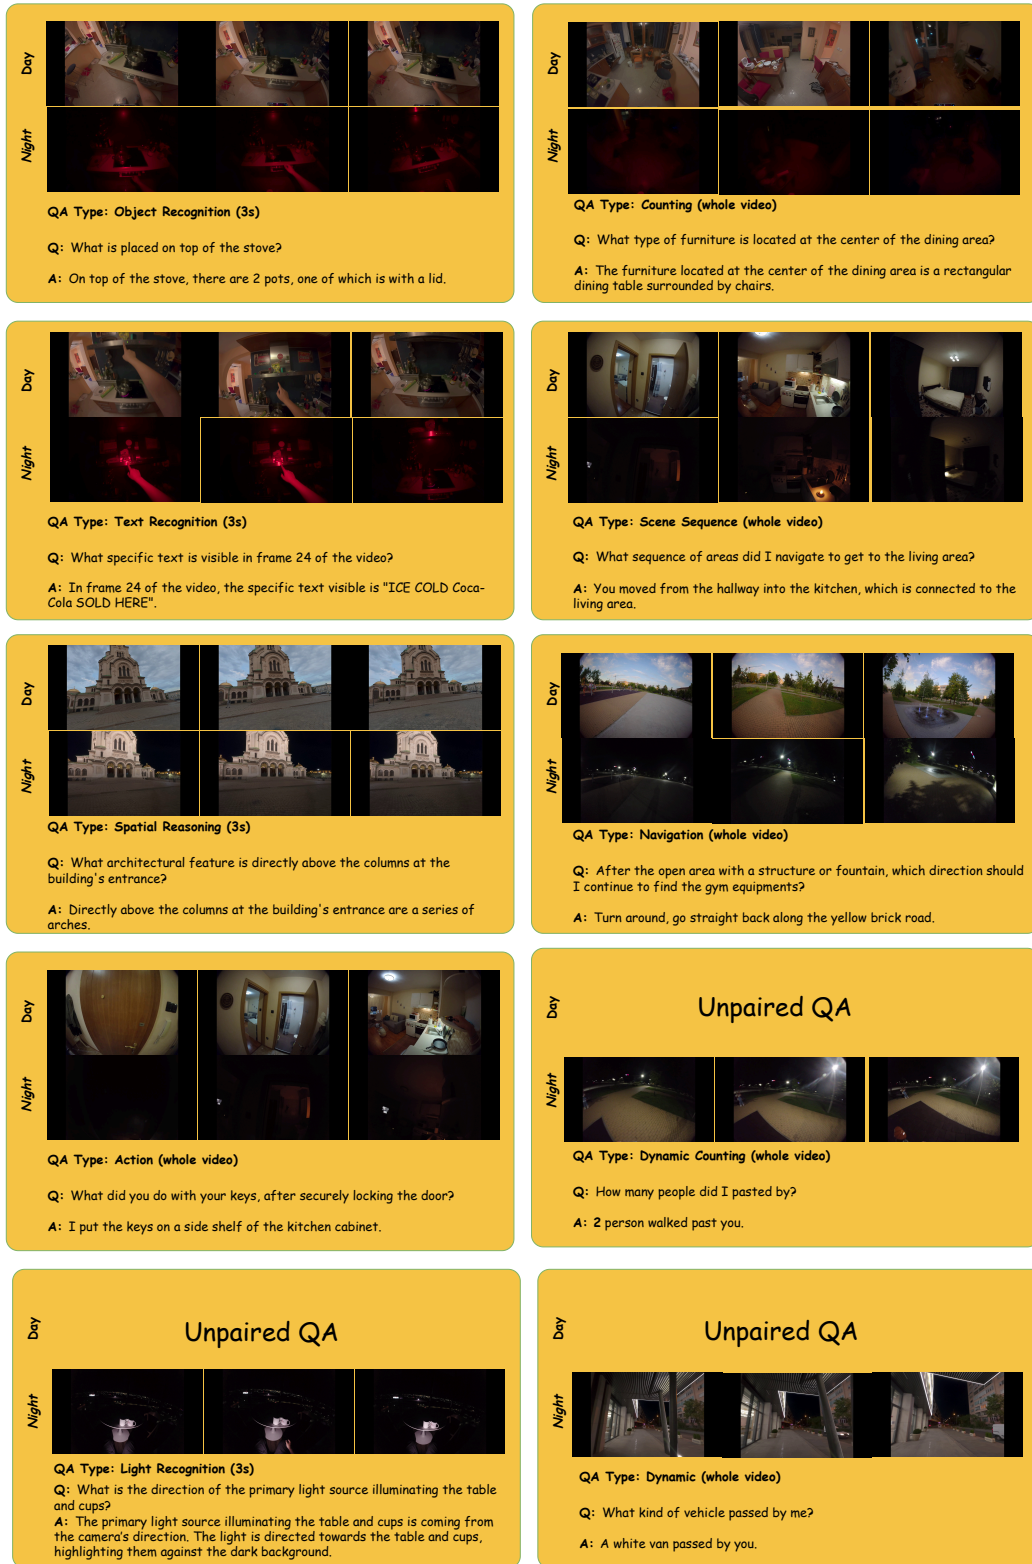 Day
Night
QA Type: Object Recognition (3s)
Q: What is placed on top of the stove?
A: On top of the stove, there are 2 pots, one of which is with a lid.
Day
Night
QA Type: Counting (whole video)
Q: What type of furniture is located at the center of the dining area?
A: The furniture located at the center of the dining area is a rectangular
dining table surrounded by chairs.
Day
Night
QA Type: Text Recognition (3s)
Q: What specific text is visible in frame 24 of the video?
A: In frame 24 of the video, the specific text visible is "ICE COLD Coca-
Cola SOLD HERE".
Day
Night
QA Type: Scene Sequence (whole video)
Q: What sequence of areas did I navigate to get to the living area?
A: You moved from the hallway into the kitchen, which is connected to the
living area.
Day
Night
QA Type: Spatial Reasoning (3s)
Q: What architectural feature is directly above the columns at the
building's entrance?
A: Directly above the columns at the building's entrance are a series of
arches.
Day
Night
QA Type: Navigation (whole video)
Q: After the open area with a structure or fountain, which direction should
I continue to find the gym equipments?
A: Turn around, go straight back along the yellow brick road.
Day
Night
QA Type: Action (whole video)
Q: What did you do with your keys, after securely locking the door?
A: I put the keys on a side shelf of the kitchen cabinet.
Day
Unpaired QA
Night
QA Type: Dynamic Counting (whole video)
Q: How many people did I pasted by?
A: 2 person walked past you.
Day
Unpaired QA
Night
QA Type: Light Recognition (3s)
Q: What is the direction of the primary light source illuminating the table
and cups?
A: The primary light source illuminating the table and cups is coming from
the camera's direction. The light is directed towards the table and cups,
highlighting them against the dark background.
Day
Unpaired QA
Night
QA Type: Dynamic (whole video)
Q: What kind of vehicle passed by me?
A: A white van passed by you.